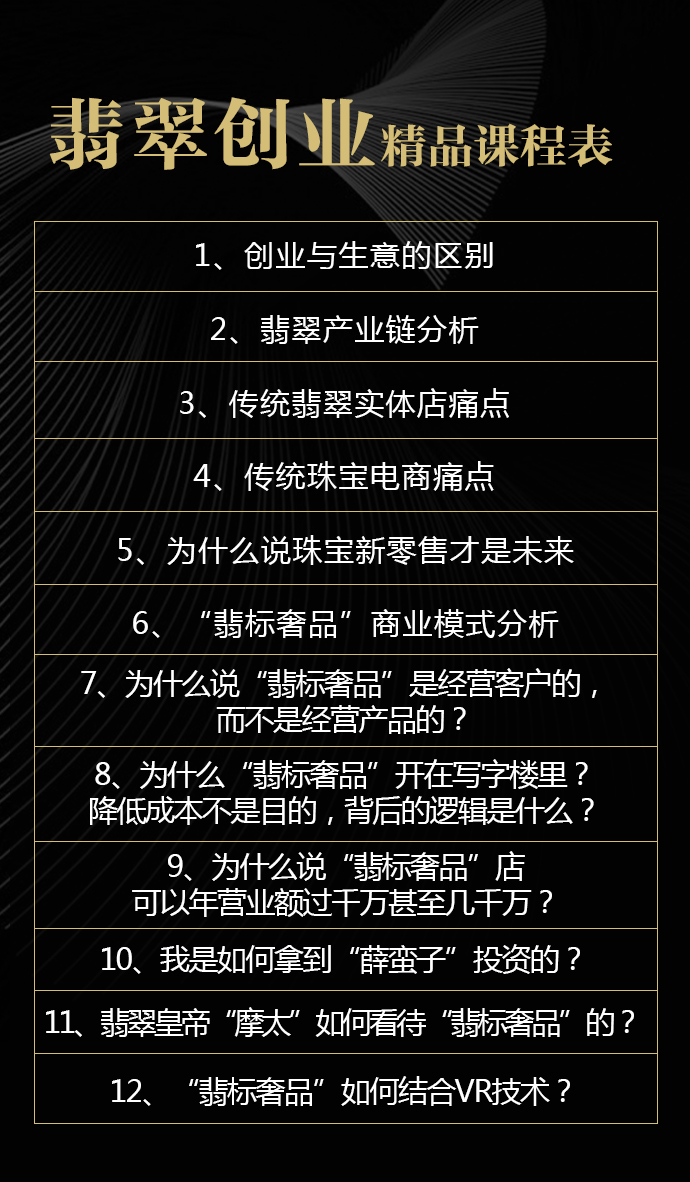 翡翠创业精品课程表
1、创业与生意的区别
2、翡翠产业链分析
3、传统翡翠实体店痛点
4、传统珠宝电商痛点
5、为什么说珠宝新零售才是未来
6、“翡标奢品”商业模式分析
7、为什么说“翡标奢品”是经营客户的，
而不是经营产品的？
8、为什么“翡标奢品”开在写字楼里？
降低成本不是目的，背后的逻辑是什么？
9、为什么说“翡标奢品”店
可以年营业额过千万甚至几千万？
10、我是如何拿到“薛蛮子”投资的？
11、翡翠皇帝“摩太”如何看待“翡标奢品”的？
12、“翡标奢品”如何结合VR技术？